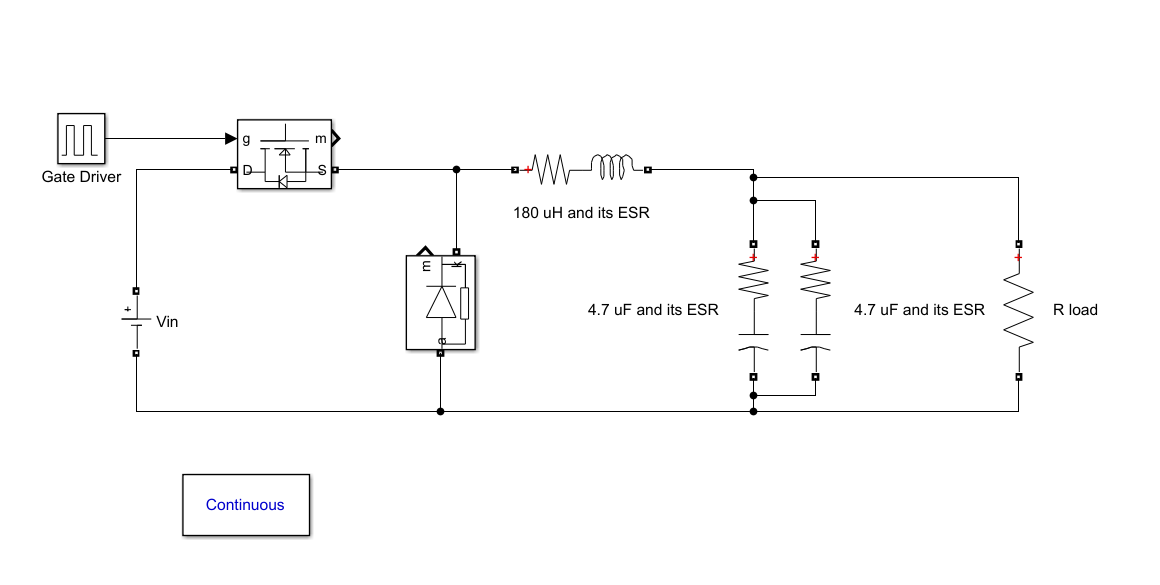 g
m
D
S
Gate Driver
180 uH and its ESR
m
k
a
+
Vin
4.7 uF and its ESR
4.7 uF and its ESR
R load
Continuous